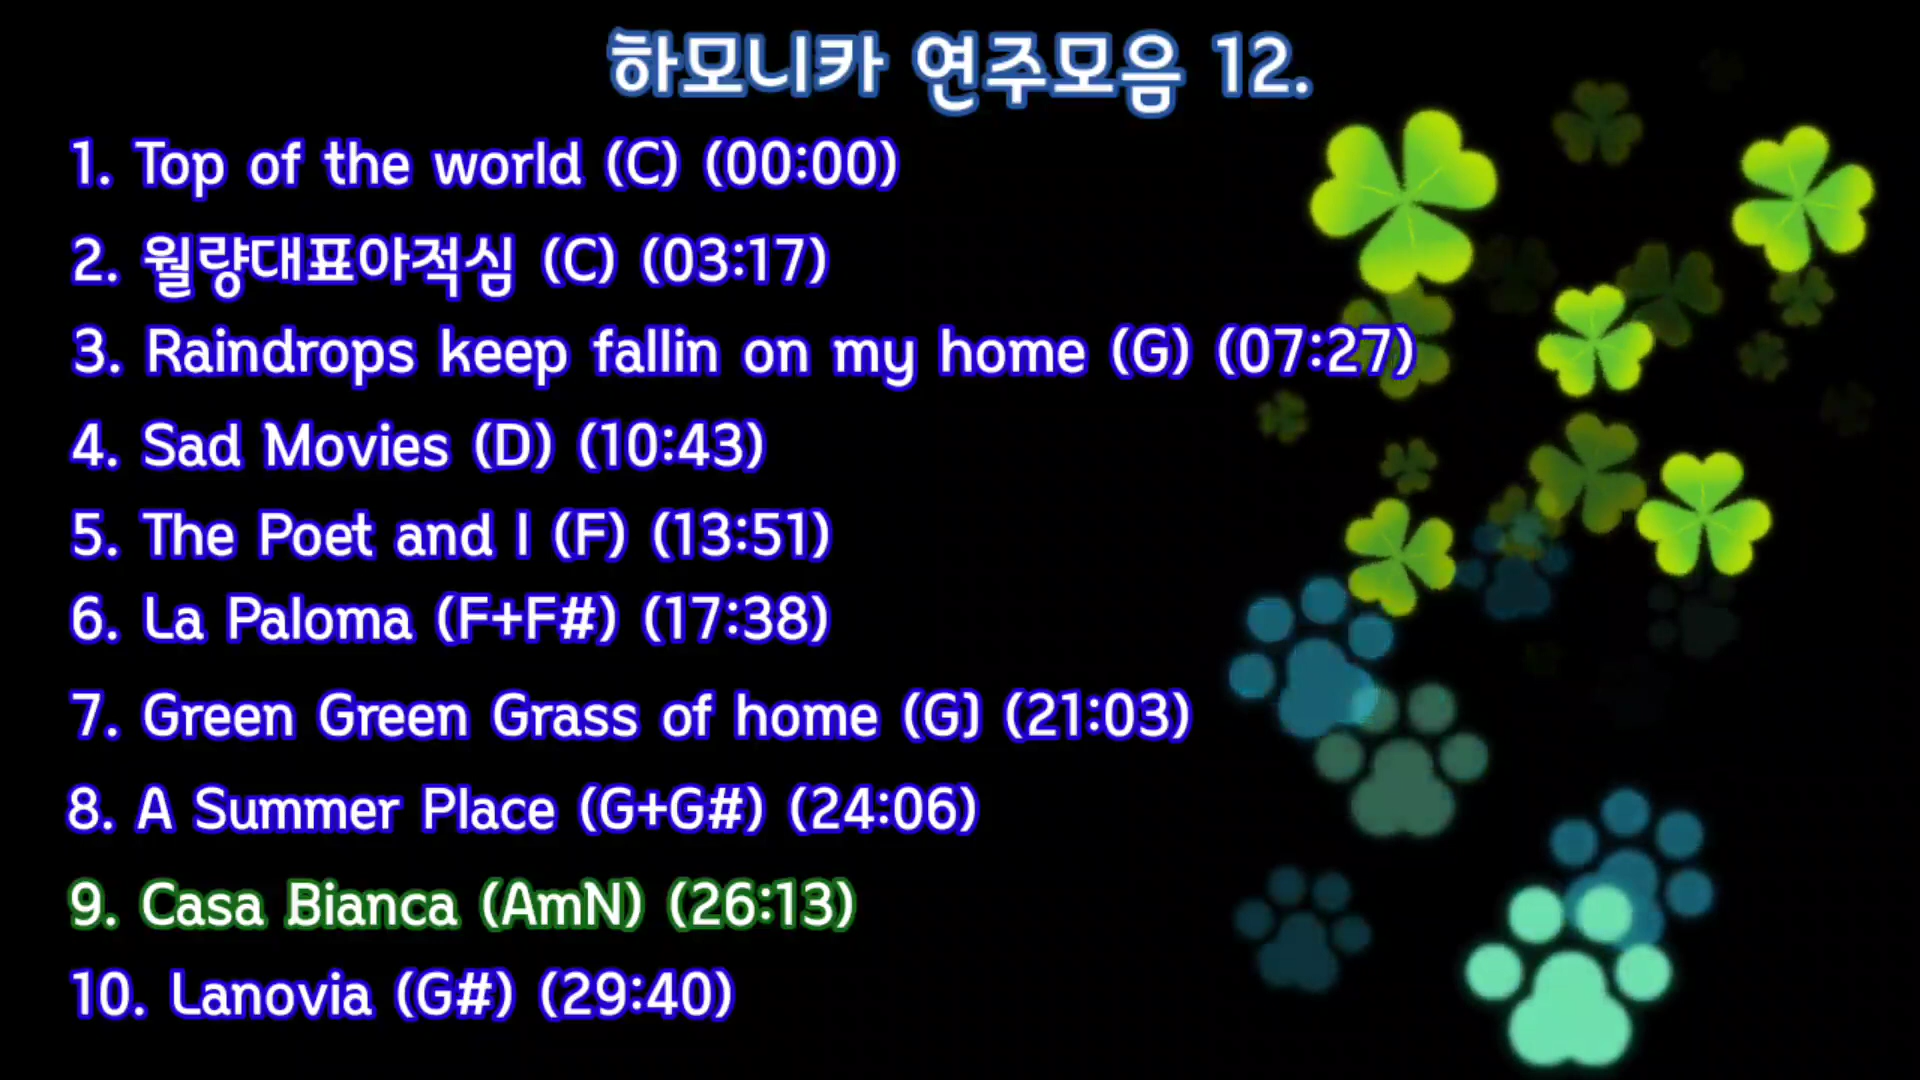 하모니카 연주모음 12.
1. Top of the world (C) (00:00)
2. 월량대표아적심 (C) (03:17)
3. Raindrops keep fallin on my home (G) (07:27)
4. Sad Movies (D) (10:43)
5. The Poet and I (F) (13:51)
6. La Paloma (F+F#) (17:38)
7. Green Green Grass of home (G) (21:03)
8. A Summer Place (G+G#) (24:06)
9. Casa Bianca (AmN) (26:13)
10. Lanovia (G#) (29:40)